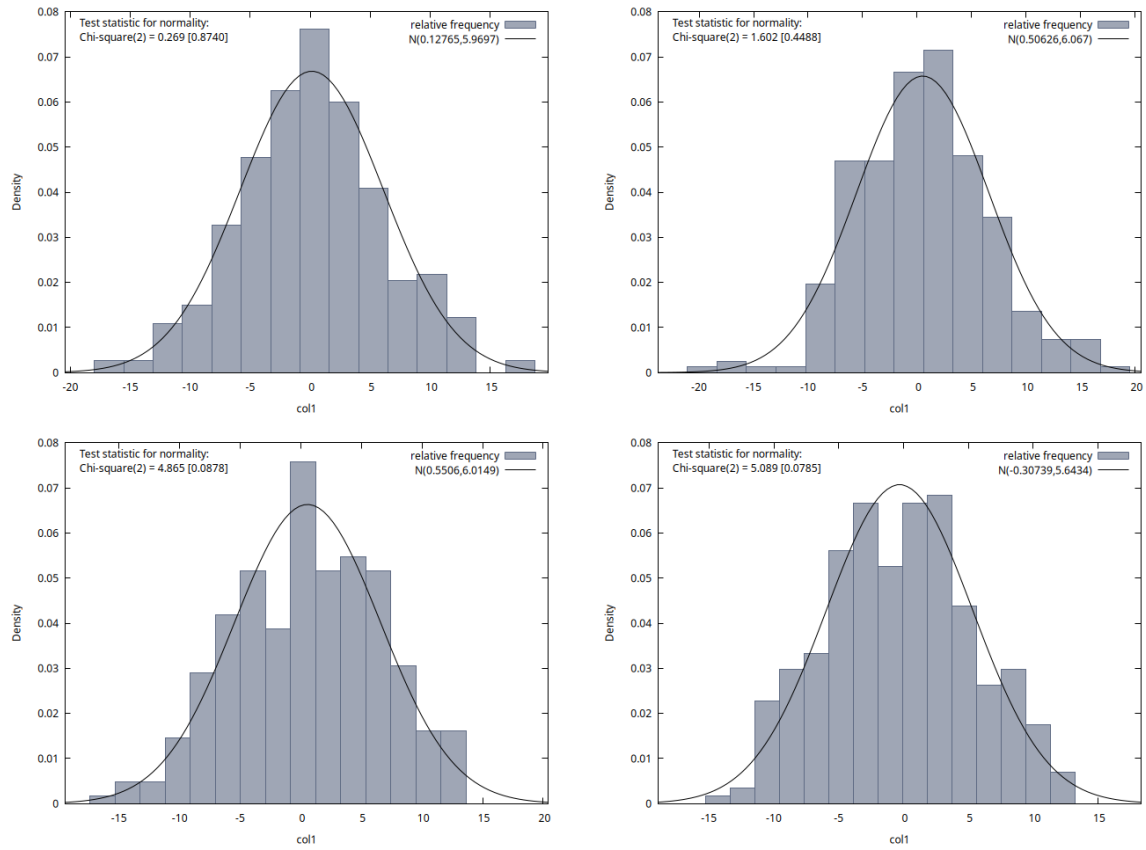 Test statistic for normality:
Chi-square(2) = 0.269 [0.8740]
relative frequency
N(0.12765,5.9697)
Density
0.08
0.07
0.06
0.05
0.04
0.03
0.02
0.01
0
-20 -15 -10 -5 0 5 10 15
col1
Test statistic for normality:
Chi-square(2) = 1.602 [0.4488]
relative frequency
N(0.50626,6.067)
Density
0.08
0.07
0.06
0.05
0.04
0.03
0.02
0.01
0
-20 -15 -10 -5 0 5 10 15 20
col1
Test statistic for normality:
Chi-square(2) = 4.865 [0.0878]
relative frequency
N(0.5506,6.0149)
Density
0.08
0.07
0.06
0.05
0.04
0.03
0.02
0.01
0
-15 -10 -5 0 5 10 15 20
col1
Test statistic for normality:
Chi-square(2) = 5.089 [0.0785]
relative frequency
N(-0.30739,5.6434)
Density
0.08
0.07
0.06
0.05
0.04
0.03
0.02
0.01
0
-15 -10 -5 0 5 10 15
col1